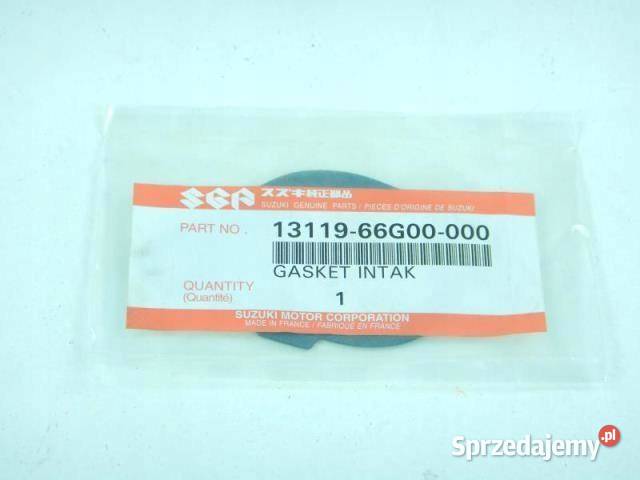 SGP スズキ純正部品
SUZUKI GENUINE PARTS / PIECES D'ORIGINE DE SUZUKI
PART NO. 13119-66G00-000
GASKET INTAK
QUANTITY
(Quantité) 1
SUZUKI MOTOR CORPORATION
MADE IN FRANCE / FABRIQUÉ EN FRANCE
Sprzedajemy.pl